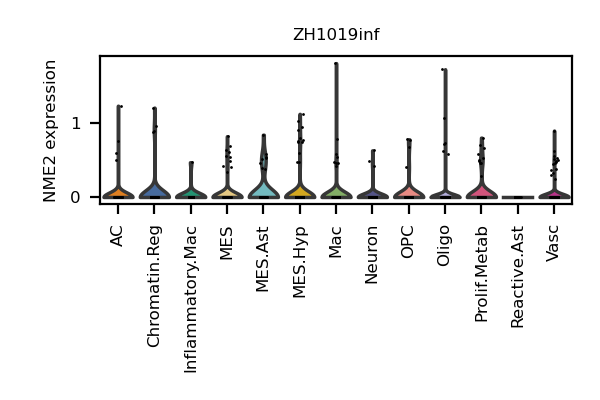 ZH1019inf
NME2 expression
1
0
AC
Chromatin.Reg
Inflammatory.Mac
MES
MES.Ast
MES.Hyp
Mac
Neuron
OPC
Oligo
Prolif.Metab
Reactive.Ast
Vasc